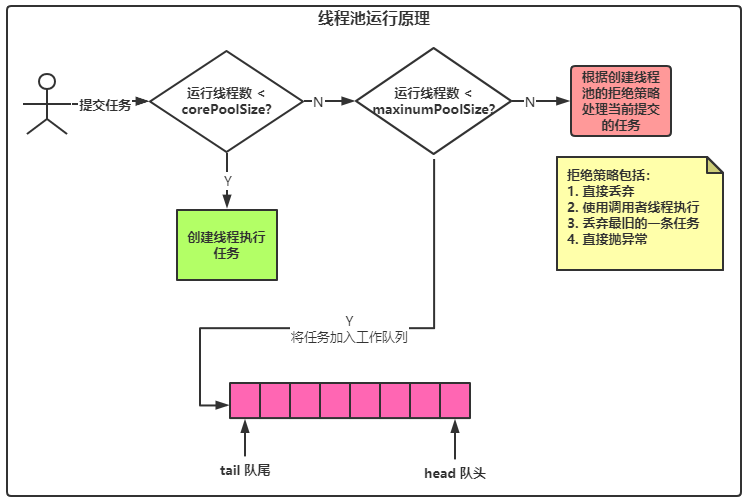 线程池运行原理
提交任务
运行线程数 <
corePoolSize?
N
运行线程数 <
maxinumPoolSize?
N
根据创建线程
池的拒绝策略
处理当前提交
的任务
Y
创建线程执行
任务
拒绝策略包括：
1. 直接丢弃
2. 使用调用者线程执行
3. 丢弃最旧的一条任务
4. 直接抛异常
Y
将任务加入工作队列
tail 队尾
head 队头